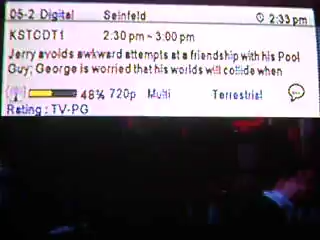 05-2 Digital Seinfeld 2:33 pm
KSTCDT1 2:30 pm - 3:00 pm
Jerry avoids awkward attempts at a friendship with his Pool
Guy; George is worried that his worlds will collide when
48% 720p Multi Terrestrial
Rating : TV-PG